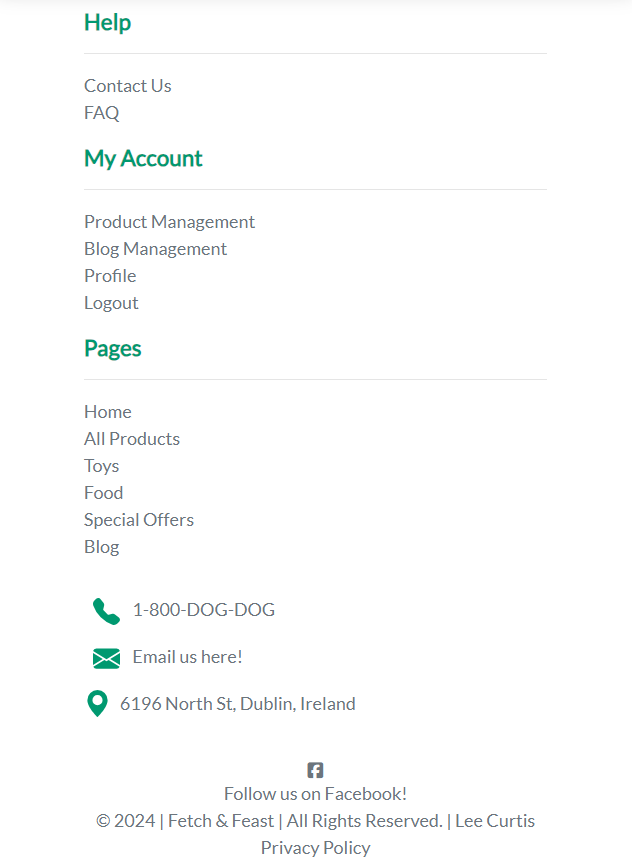 Help
Contact Us
FAQ
My Account
Product Management
Blog Management
Profile
Logout
Pages
Home
All Products
Toys
Food
Special Offers
Blog
1-800-DOG-DOG
Email us here!
6196 North St, Dublin, Ireland
Follow us on Facebook!
© 2024 | Fetch & Feast | All Rights Reserved. | Lee Curtis
Privacy Policy